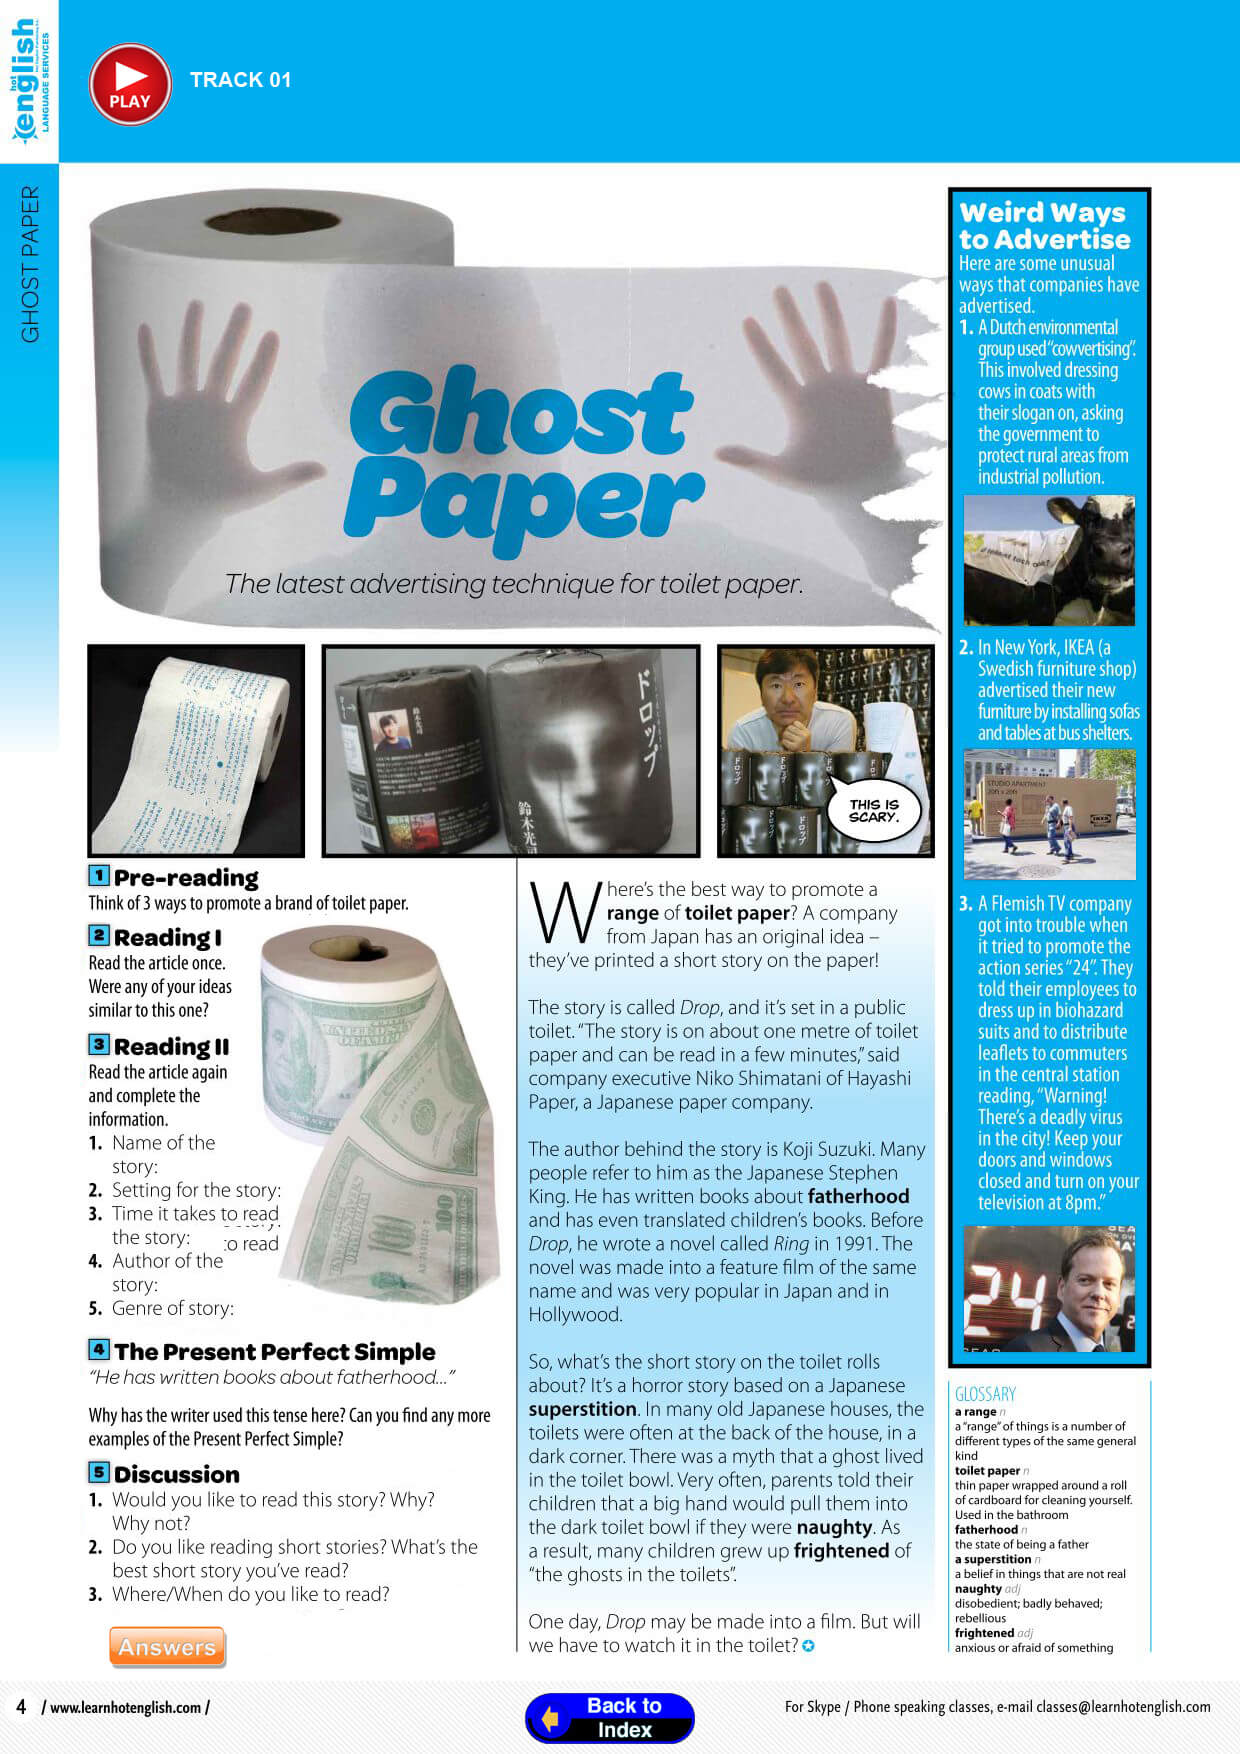 hot
english
LANGUAGE SERVICES
PLAY
TRACK 01
GHOST PAPER
Ghost
Paper
The latest advertising technique for toilet paper.
ドロップ
鈴木光司
THIS IS
SCARY.
1 Pre-reading
Think of 3 ways to promote a brand of toilet paper.
2 Reading I
Read the article once.
Were any of your ideas
similar to this one?
3 Reading II
Read the article again
and complete the
information.
1. Name of the
story:
2. Setting for the story:
3. Time it takes to read
the story:
to read
4. Author of the
story:
5. Genre of story:
4 The Present Perfect Simple
“He has written books about fatherhood...”
Why has the writer used this tense here? Can you find any more
examples of the Present Perfect Simple?
5 Discussion
1. Would you like to read this story? Why?
Why not?
2. Do you like reading short stories? What’s the
best short story you’ve read?
3. Where/When do you like to read?
Answers
Where’s the best way to promote a
range of toilet paper? A company
from Japan has an original idea –
they’ve printed a short story on the paper!
The story is called Drop, and it’s set in a public
toilet. “The story is on about one metre of toilet
paper and can be read in a few minutes,” said
company executive Niko Shimatani of Hayashi
Paper, a Japanese paper company.
The author behind the story is Koji Suzuki. Many
people refer to him as the Japanese Stephen
King. He has written books about fatherhood
and has even translated children’s books. Before
Drop, he wrote a novel called Ring in 1991. The
novel was made into a feature film of the same
name and was very popular in Japan and in
Hollywood.
So, what’s the short story on the toilet rolls
about? It’s a horror story based on a Japanese
superstition. In many old Japanese houses, the
toilets were often at the back of the house, in a
dark corner. There was a myth that a ghost lived
in the toilet bowl. Very often, parents told their
children that a big hand would pull them into
the dark toilet bowl if they were naughty. As
a result, many children grew up frightened of
“the ghosts in the toilets”.
One day, Drop may be made into a film. But will
we have to watch it in the toilet?
Weird Ways
to Advertise
Here are some unusual
ways that companies have
advertised.
1. A Dutch environmental
group used “cowvertising”.
This involved dressing
cows in coats with
their slogan on, asking
the government to
protect rural areas from
industrial pollution.
2. In New York, IKEA (a
Swedish furniture shop)
advertised their new
furniture by installing sofas
and tables at bus shelters.
STUDIO APARTMENT
20ft x 20ft
IKEA
3. A Flemish TV company
got into trouble when
it tried to promote the
action series “24”. They
told their employees to
dress up in biohazard
suits and to distribute
leaflets to commuters
in the central station
reading, “Warning!
There’s a deadly virus
in the city! Keep your
doors and windows
closed and turn on your
television at 8pm.”
24
GLOSSARY
a range n
a “range” of things is a number of
different types of the same general
kind
toilet paper n
thin paper wrapped around a roll
of cardboard for cleaning yourself.
Used in the bathroom
fatherhood n
the state of being a father
a superstition n
a belief in things that are not real
naughty adj
disobedient; badly behaved;
rebellious
frightened adj
anxious or afraid of something
4 / www.learnhotenglish.com /
Back to
Index
For Skype / Phone speaking classes, e-mail classes@learnhotenglish.com